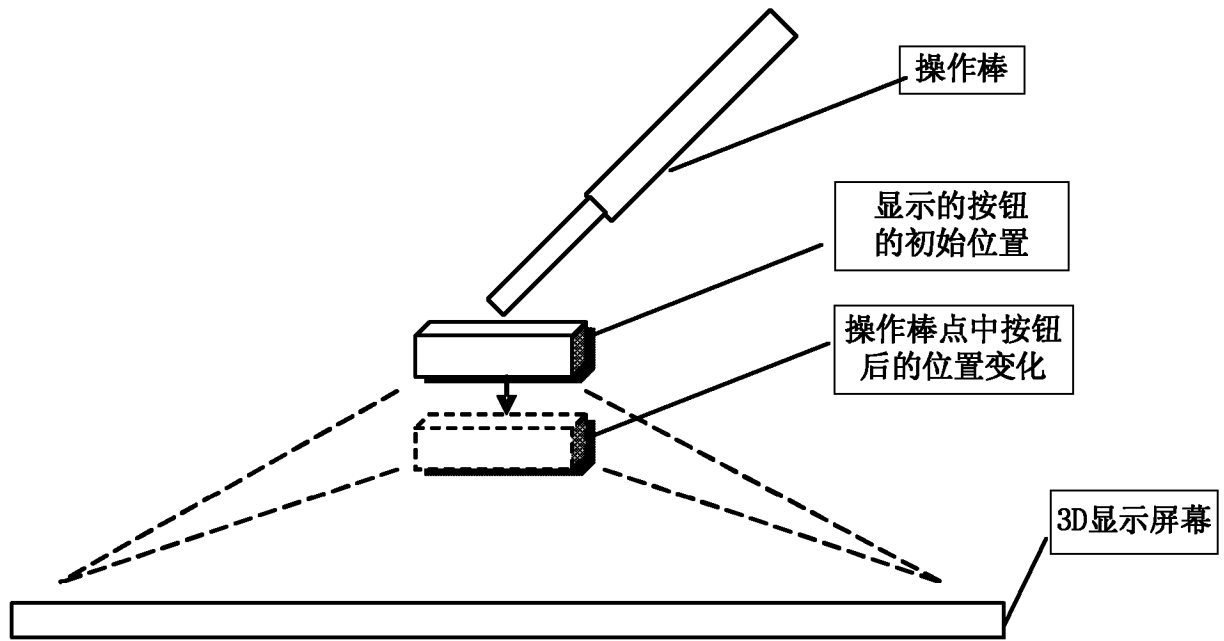 操作棒
显示的按钮
的初始位置
操作棒点中按钮
后的位置变化
3D显示屏幕